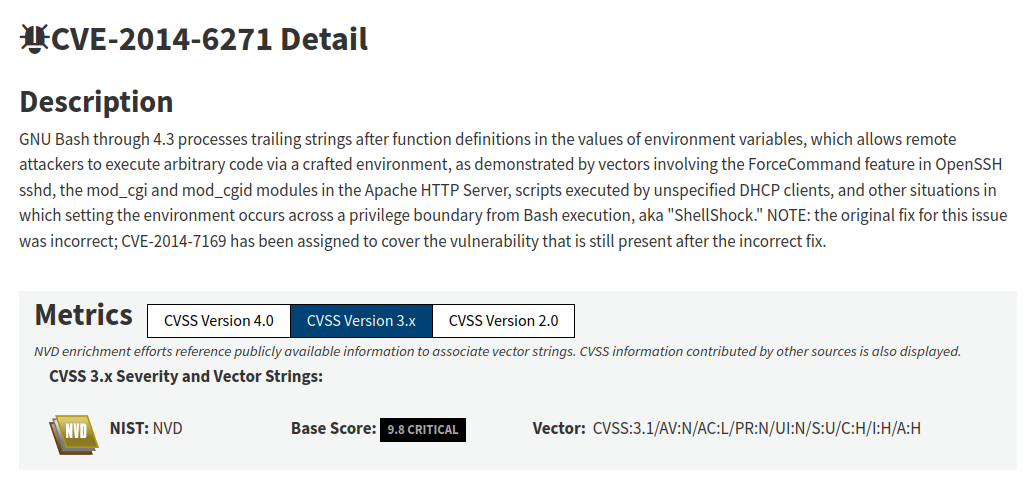 CVE-2014-6271 Detail
Description
GNU Bash through 4.3 processes trailing strings after function definitions in the values of environment variables, which allows remote
attackers to execute arbitrary code via a crafted environment, as demonstrated by vectors involving the ForceCommand feature in OpenSSH
sshd, the mod_cgi and mod_cgid modules in the Apache HTTP Server, scripts executed by unspecified DHCP clients, and other situations in
which setting the environment occurs across a privilege boundary from Bash execution, aka "ShellShock." NOTE: the original fix for this issue
was incorrect; CVE-2014-7169 has been assigned to cover the vulnerability that is still present after the incorrect fix.
Metrics CVSS Version 4.0 CVSS Version 3.x CVSS Version 2.0
NVD enrichment efforts reference publicly available information to associate vector strings. CVSS information contributed by other sources is also displayed.
CVSS 3.x Severity and Vector Strings:
NVD NIST: NVD Base Score: 9.8 CRITICAL Vector: CVSS:3.1/AV:N/AC:L/PR:N/UI:N/S:U/C:H/I:H/A:H